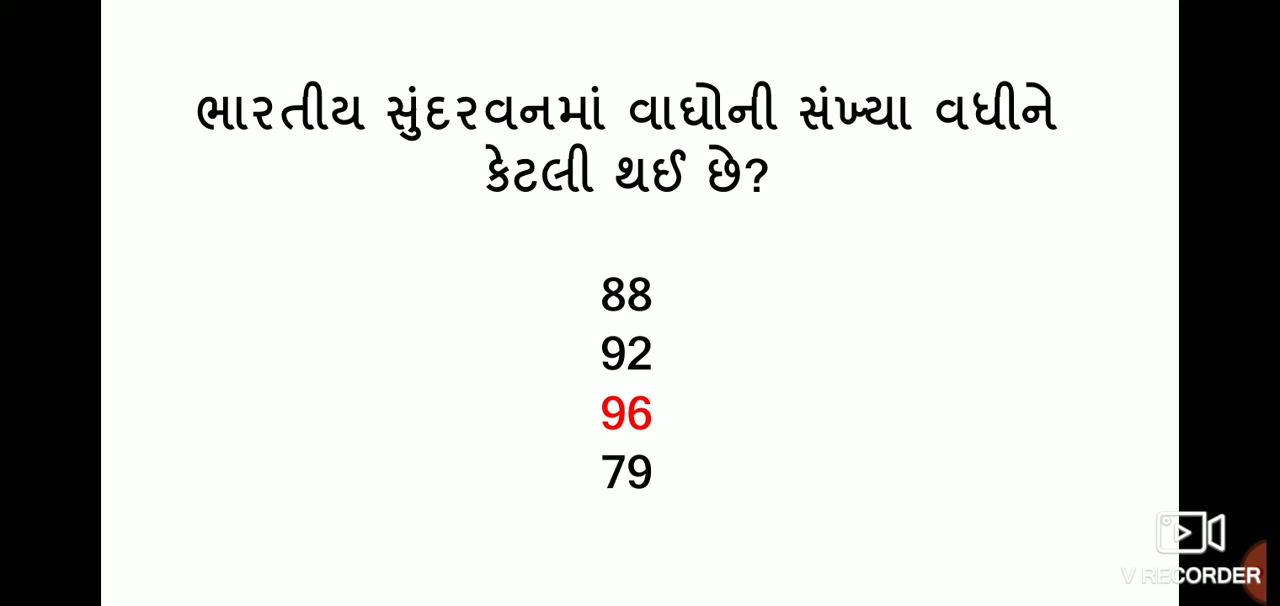 ભારતીય સુંદરવનમાં વાઘોની સંખ્યા વધીને
કેટલી થઈ છે?
88
92
96
79
V RECORDER